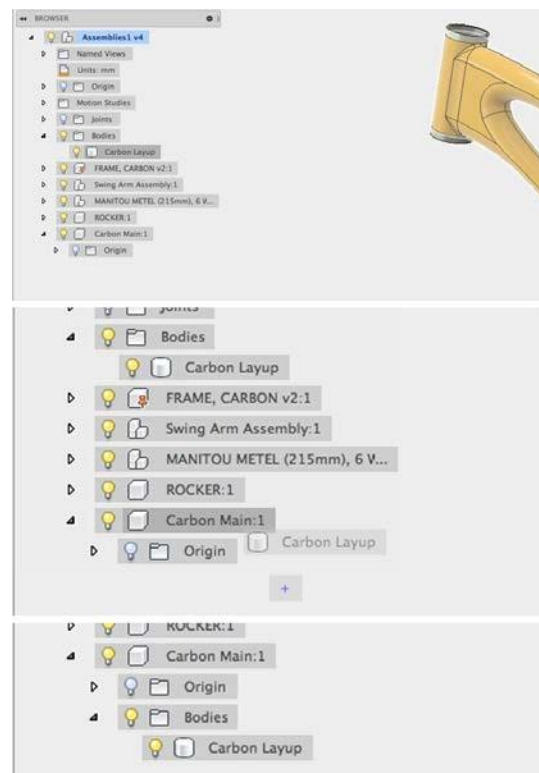 BROWSER
Assemblies1 v4
Named Views
Units: mm
Origin
Motion Studies
Joints
Bodies
Carbon Layup
FRAME, CARBON v2:1
Swing Arm Assembly:1
MANITOU METEL (215mm), 6 W...
ROCKER:1
Carbon Main:1
Origin
Joints
Bodies
Carbon Layup
FRAME, CARBON v2:1
Swing Arm Assembly:1
MANITOU METEL (215mm), 6 W...
ROCKER:1
Carbon Main:1
Carbon Layup
Origin
+
ROCKER:1
Carbon Main:1
Origin
Bodies
Carbon Layup